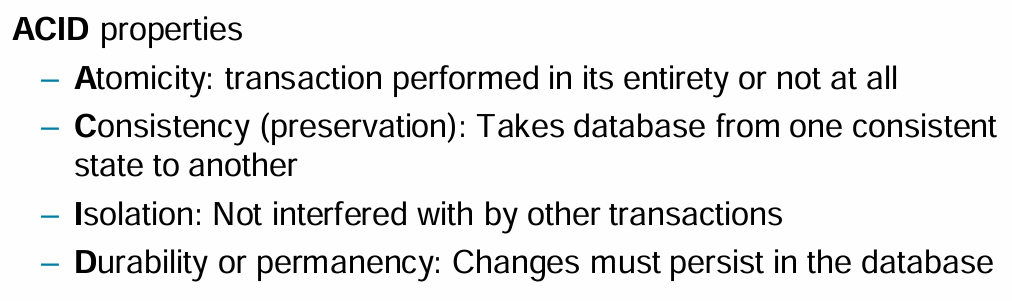 ACID properties
– Atomicity: transaction performed in its entirety or not at all
– Consistency (preservation): Takes database from one consistent
state to another
– Isolation: Not interfered with by other transactions
– Durability or permanency: Changes must persist in the database